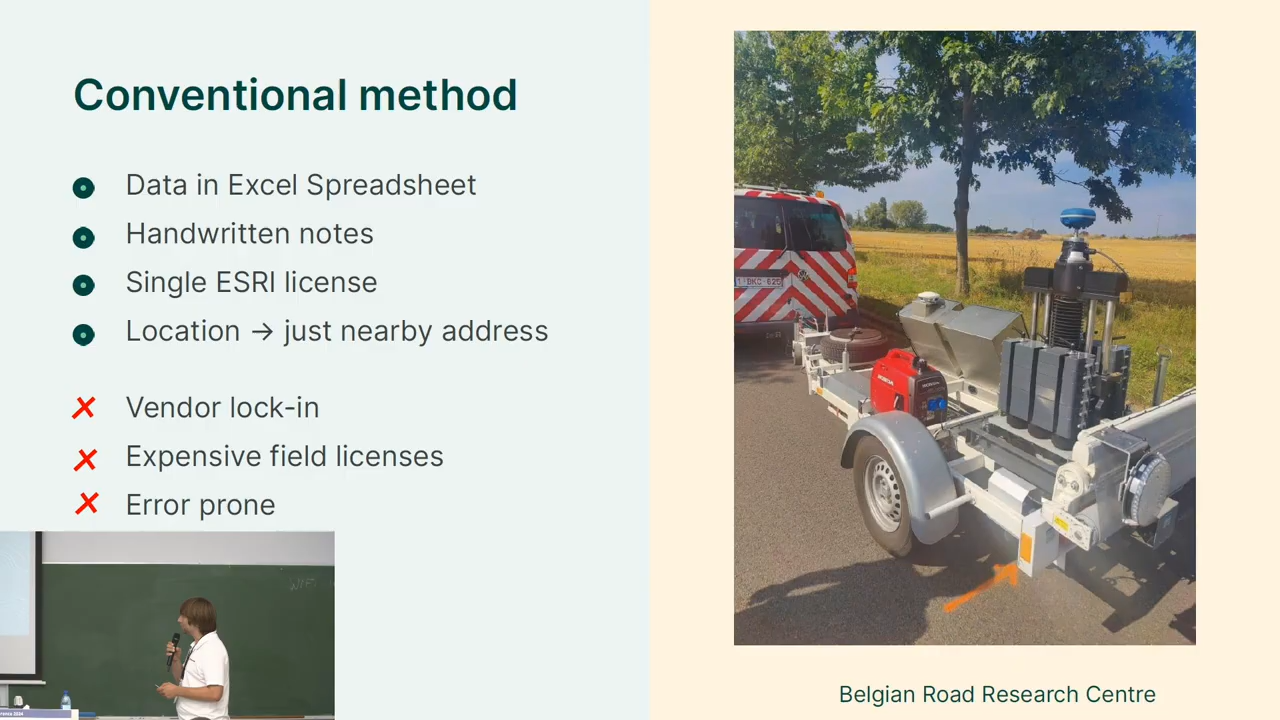 Conventional method
Data in Excel Spreadsheet
Handwritten notes
Single ESRI license
Location → just nearby address
Vendor lock-in
Expensive field licenses
Error prone
HONDA
Belgian Road Research Centre